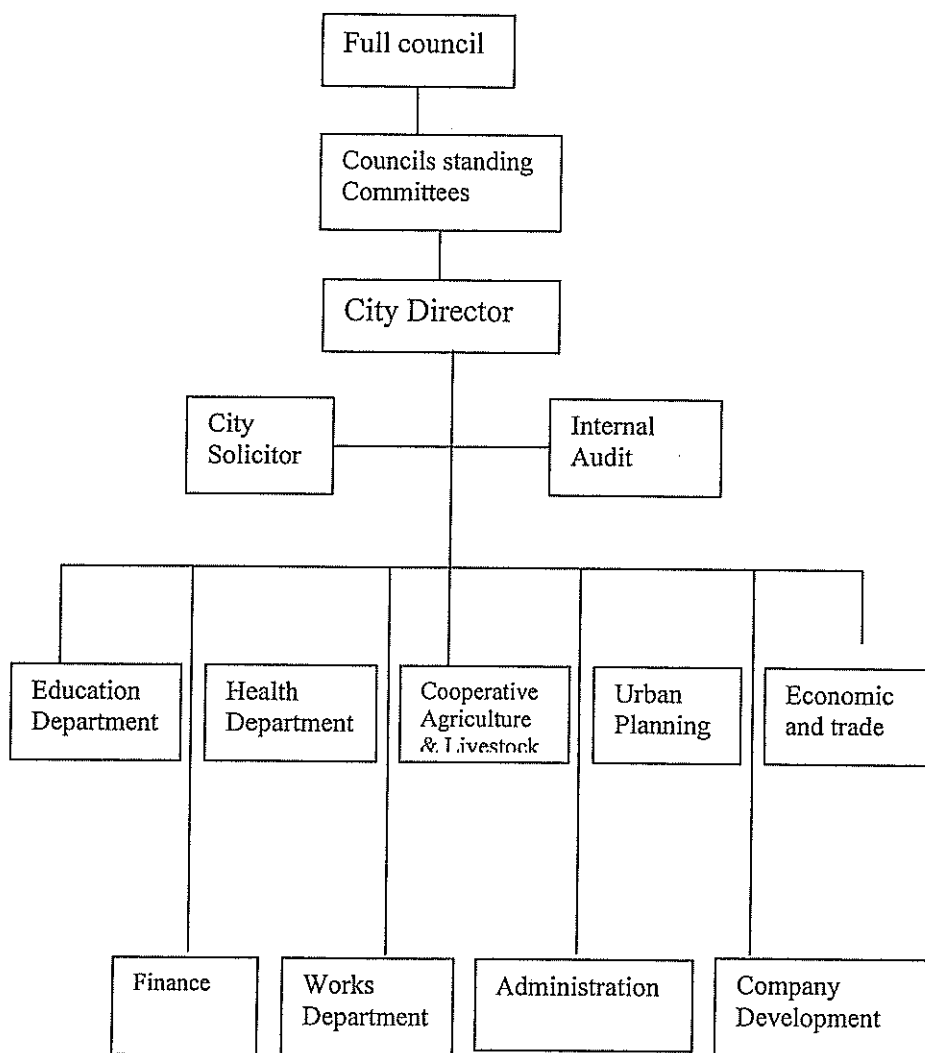 Full council
Councils standing
Committees
City Director
City
Solicitor
Internal
Audit
Education
Department
Health
Department
Cooperative
Agriculture
& Livestock
Urban
Planning
Economic
and trade
Finance
Works
Department
Administration
Company
Development